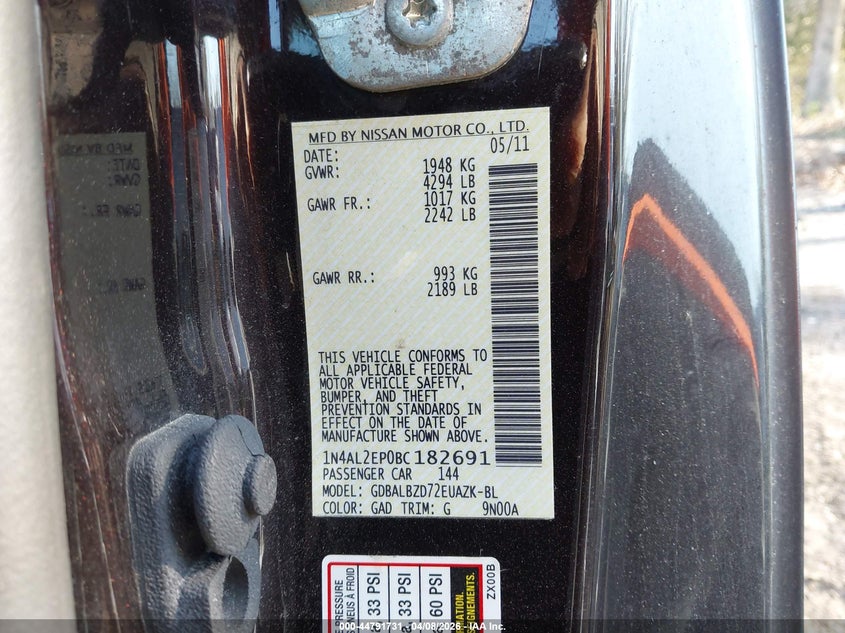 MFD BY NISSAN MOTOR CO., LTD.
DATE: 05/11
GVWR: 1948 KG
4294 LB
GAWR FR.: 1017 KG
2242 LB
GAWR RR.: 993 KG
2189 LB
THIS VEHICLE CONFORMS TO
ALL APPLICABLE FEDERAL
MOTOR VEHICLE SAFETY,
BUMPER, AND THEFT
PREVENTION STANDARDS IN
EFFECT ON THE DATE OF
MANUFACTURE SHOWN ABOVE.
1N4AL2EP0BC182691
PASSENGER CAR 144
MODEL: GDBALBZD72EUAZK-BL
COLOR: GAD TRIM: G 9N00A
PRESSURE
À FROID
33 PSI
33 PSI
60 PSI
ZX00B
©-000-44791731- 04/08/2026 - IAA Inc.